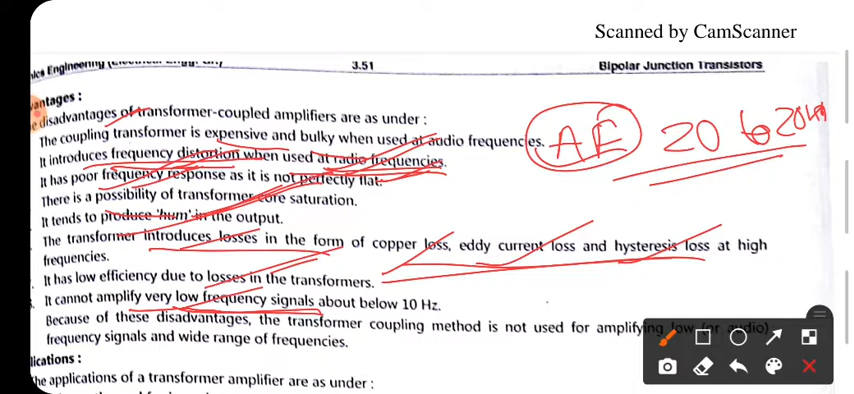 Scanned by CamScanner
3.51 Bipolar Junction Transistors
disadvantages of transformer-coupled amplifiers are as under :
The coupling transformer is expensive and bulky when used at audio frequencies.
It introduces frequency distortion when used at radio frequencies.
It has poor frequency response as it is not perfectly flat.
There is a possibility of transformer core saturation.
It tends to produce 'hum' in the output.
The transformer introduces losses in the form of copper loss, eddy current loss and hysteresis loss at high
frequencies.
It has low efficiency due to losses in the transformers.
It cannot amplify very low frequency signals about below 10 Hz.
Because of these disadvantages, the transformer coupling method is not used for amplifying low (or audio)
frequency signals and wide range of frequencies.
lications :
he applications of a transformer amplifier are as under :
20 to